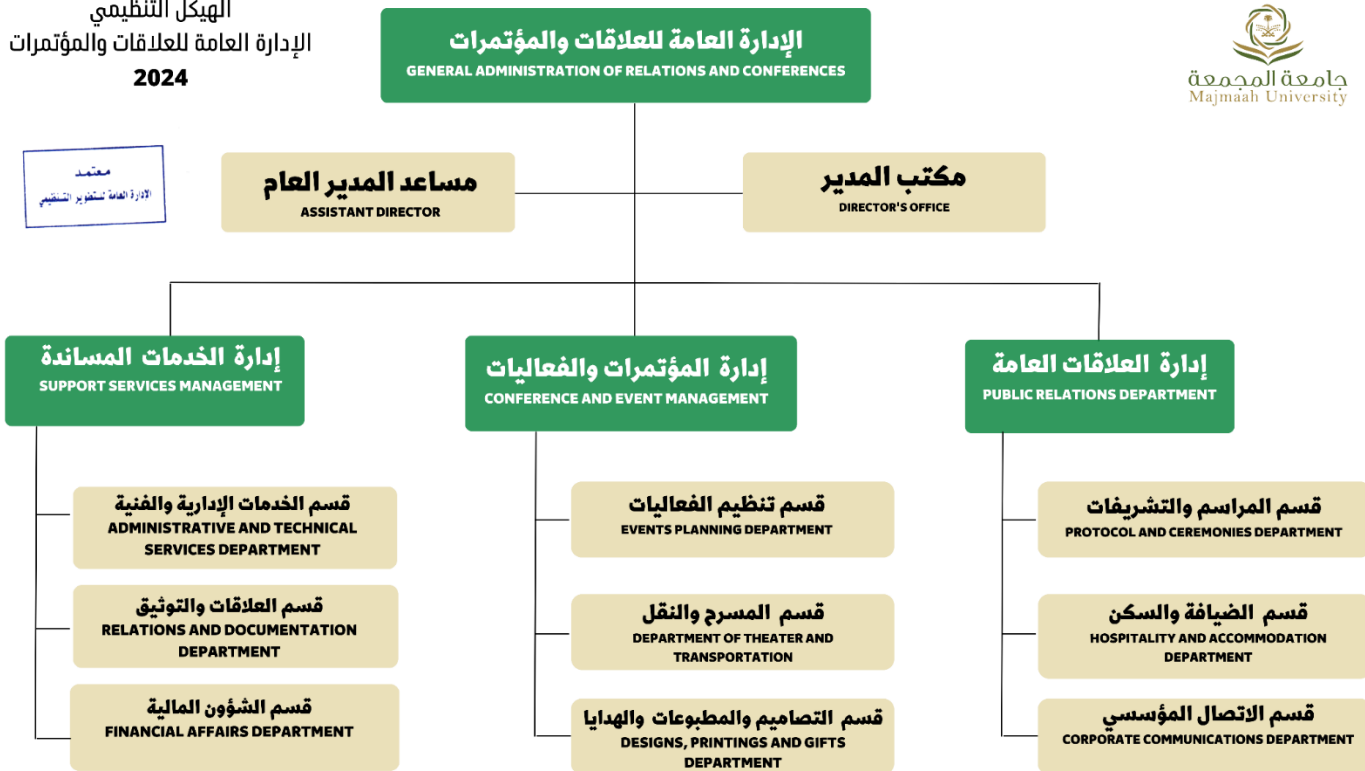 الهيكل التنظيمي
الإدارة العامة للعلاقات والمؤتمرات
2024
الإدارة العامة للعلاقات والمؤتمرات
GENERAL ADMINISTRATION OF RELATIONS AND CONFERENCES
جامعة المجمعة
Majmaah University
معتمد
الإدارة العامة للتطوير التنظيمي
مكتب المدير
DIRECTOR'S OFFICE
مساعد المدير العام
ASSISTANT DIRECTOR
إدارة العلاقات العامة
PUBLIC RELATIONS DEPARTMENT
قسم المراسم والتشريفات
PROTOCOL AND CEREMONIES DEPARTMENT
قسم الضيافة والسكن
HOSPITALITY AND ACCOMMODATION
DEPARTMENT
قسم الاتصال المؤسسي
CORPORATE COMMUNICATIONS DEPARTMENT
إدارة المؤتمرات والفعاليات
CONFERENCE AND EVENT MANAGEMENT
قسم تنظيم الفعاليات
EVENTS PLANNING DEPARTMENT
قسم المسرح والنقل
DEPARTMENT OF THEATER AND
TRANSPORTATION
قسم التصاميم والمطبوعات والهدايا
DESIGNS, PRINTINGS AND GIFTS
DEPARTMENT
إدارة الخدمات المساندة
SUPPORT SERVICES MANAGEMENT
قسم الخدمات الإدارية والفنية
ADMINISTRATIVE AND TECHNICAL
SERVICES DEPARTMENT
قسم العلاقات والتوثيق
RELATIONS AND DOCUMENTATION
DEPARTMENT
قسم الشؤون المالية
FINANCIAL AFFAIRS DEPARTMENT